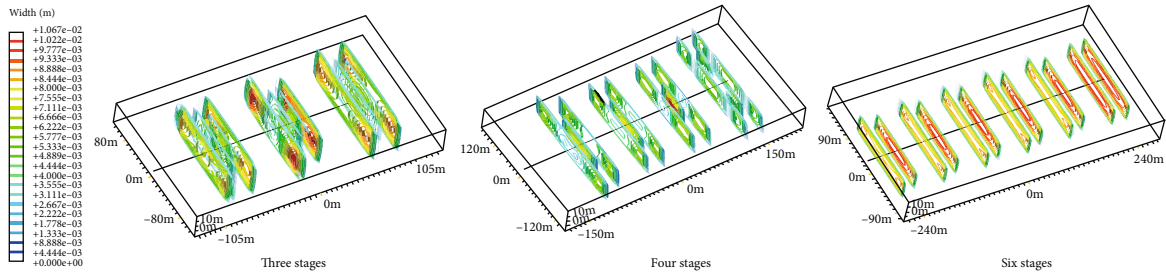 Width (m)
+1.067e−02
+1.022e−02
+9.777e−03
+9.333e−03
+8.888e−03
+8.444e−03
+8.000e−03
+7.555e−03
+7.111e−03
+6.666e−03
+6.222e−03
+5.777e−03
+5.333e−03
+4.889e−03
+4.444e−03
+4.000e−03
+3.555e−03
+3.111e−03
+2.667e−03
+2.222e−03
+1.778e−03
+1.333e−03
+8.888e−03
+4.444e−03
+0.000e+00
80m
0m
−80m
10m
0m
−105m
0m
105m
Three stages
120m
0m
−120m
10m
0m
−150m
0m
150m
Four stages
90m
0m
−90m
10m
0m
−240m
0m
240m
Six stages